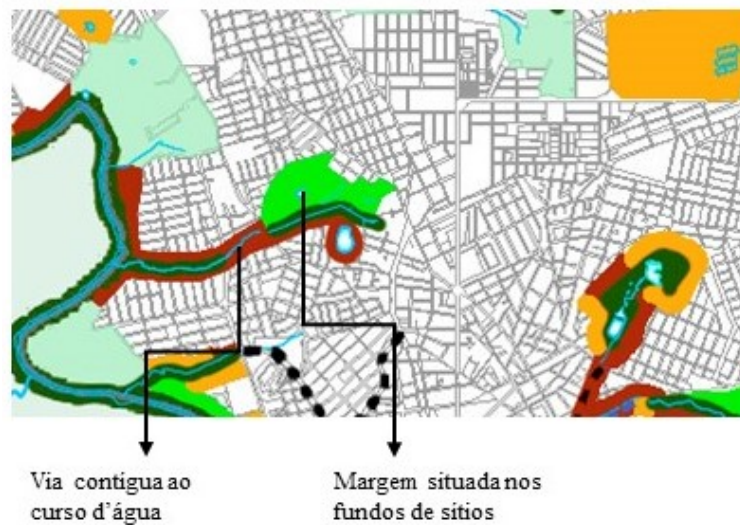 Via contígua ao
curso d’água
Margem situada nos
fundos de sítios